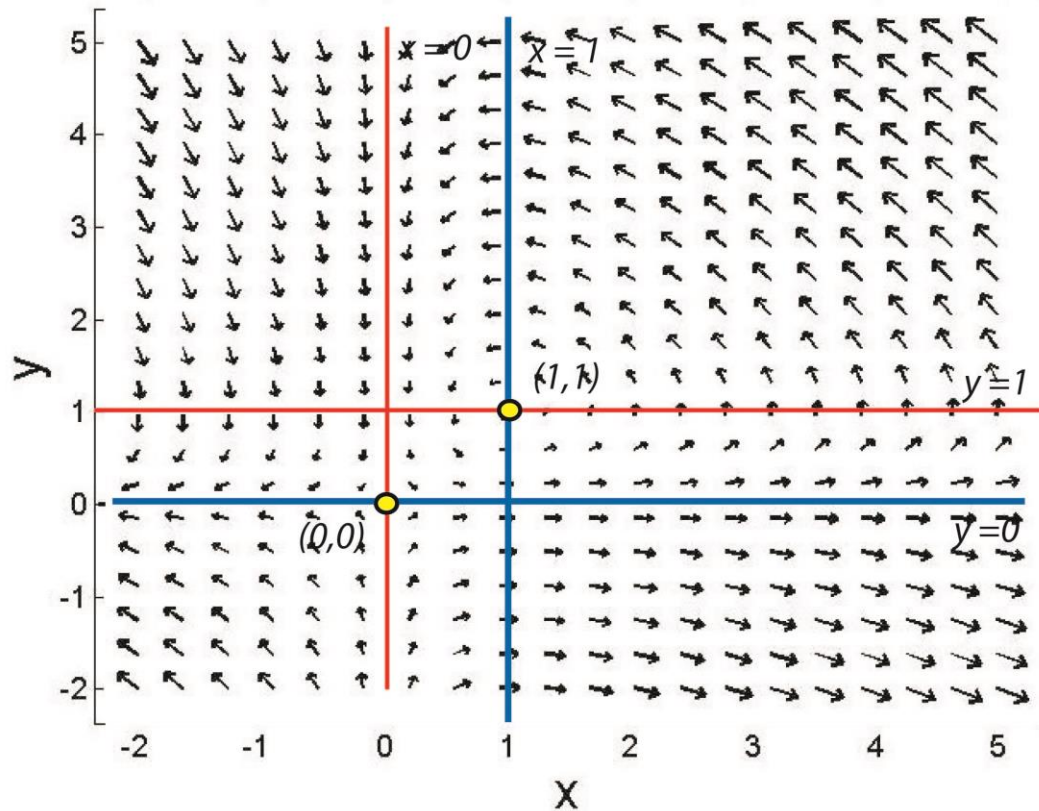 5
x = 0
x = 1
4
3
2
y
(1,1)
y = 1
1
0
(0,0)
y=0
-1
-2
-2 -1 0 1 2 3 4 5
X